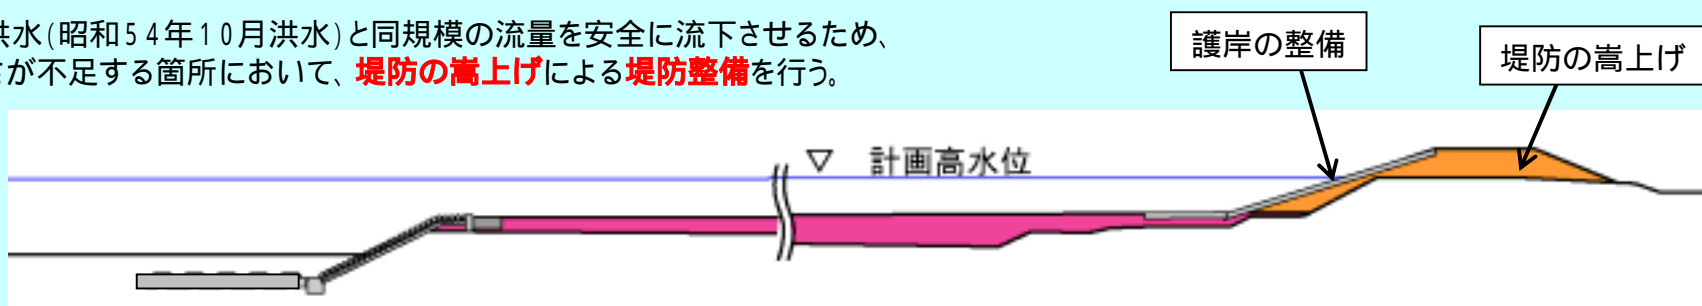 洪水(昭和54年10月洪水)と同規模の流量を安全に流下させるため、
が不足する箇所において、堤防の嵩上げによる堤防整備を行う。
護岸の整備
堤防の嵩上げ
▽ 計画高水位